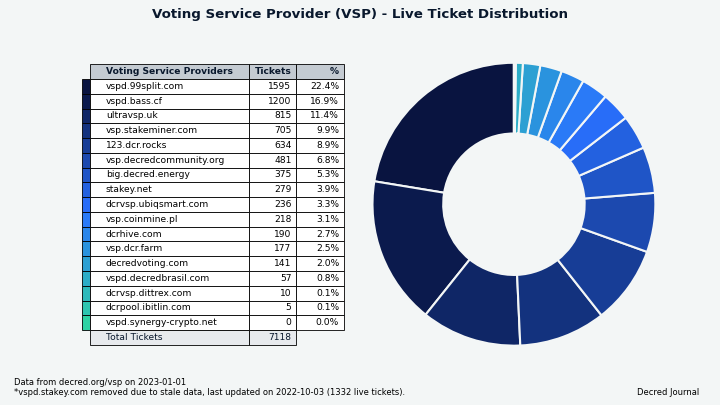 Voting Service Provider (VSP) - Live Ticket Distribution
Voting Service Providers Tickets %
vspd.99split.com 1595 22.4%
vspd.bass.cf 1200 16.9%
ultravsp.uk 815 11.4%
vsp.stakeminer.com 705 9.9%
123.dcr.rocks 634 8.9%
vsp.decredcommunity.org 481 6.8%
big.decred.energy 375 5.3%
stakey.net 279 3.9%
dcrvsp.ubiqsmart.com 236 3.3%
vsp.coinmine.pl 218 3.1%
dcrhive.com 190 2.7%
vsp.dcr.farm 177 2.5%
decredvoting.com 141 2.0%
vspd.decredbrasil.com 57 0.8%
dcrvsp.dittrex.com 10 0.1%
dcrpool.ibitlin.com 5 0.1%
vspd.synergy-crypto.net 0 0.0%
Total Tickets 7118
Data from decred.org/vsp on 2023-01-01
*vspd.stakey.com removed due to stale data, last updated on 2022-10-03 (1332 live tickets).
Decred Journal